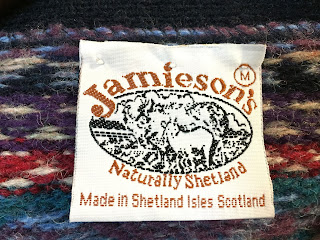 Jamieson's
M
Naturally Shetland
Made in Shetland Isles Scotland